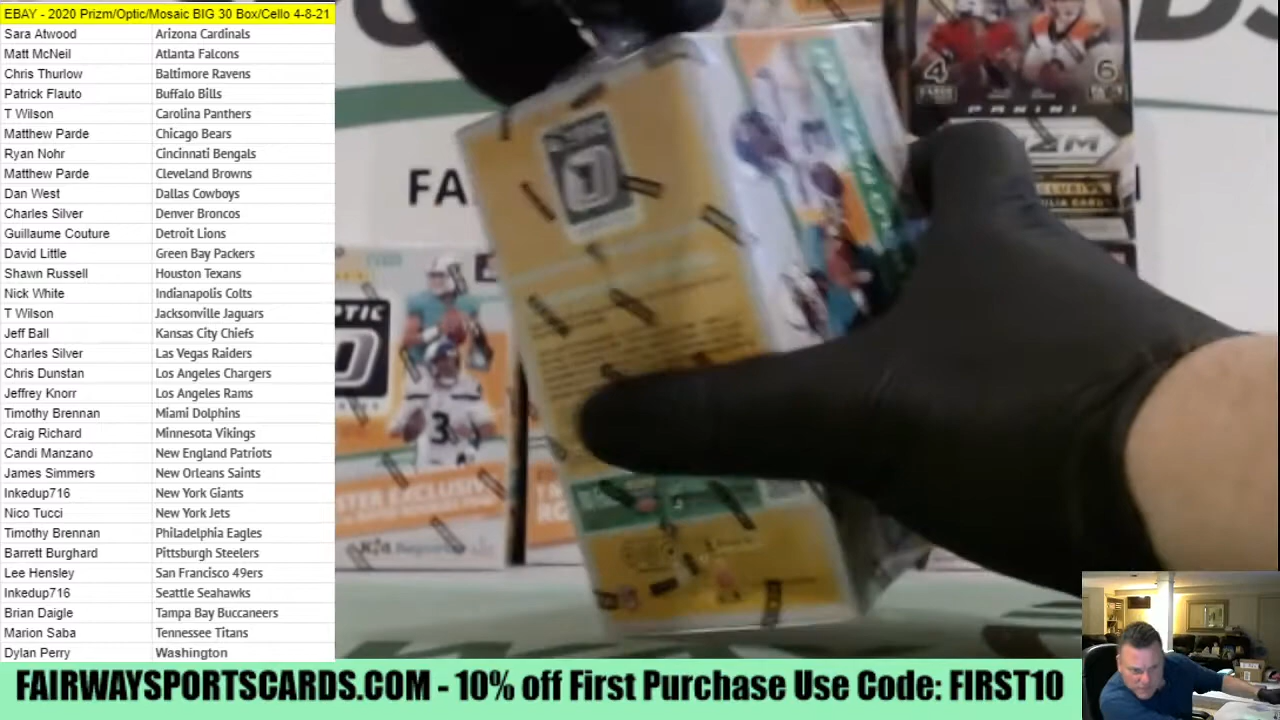 EBAY - 2020 Prizm/Optic/Mosaic BIG 30 Box/Cello 4-8-21
Sara Atwood Arizona Cardinals
Matt McNeil Atlanta Falcons
Chris Thurlow Baltimore Ravens
Patrick Flauto Buffalo Bills
T Wilson Carolina Panthers
Matthew Parde Chicago Bears
Ryan Nohr Cincinnati Bengals
Matthew Parde Cleveland Browns
Dan West Dallas Cowboys
Charles Silver Denver Broncos
Guillaume Couture Detroit Lions
David Little Green Bay Packers
Shawn Russell Houston Texans
Nick White Indianapolis Colts
T Wilson Jacksonville Jaguars
Jeff Ball Kansas City Chiefs
Charles Silver Las Vegas Raiders
Chris Dunstan Los Angeles Chargers
Jeffrey Knorr Los Angeles Rams
Timothy Brennan Miami Dolphins
Craig Richard Minnesota Vikings
Candi Manzano New England Patriots
James Simmers New Orleans Saints
Inkedup716 New York Giants
Nico Tucci New York Jets
Timothy Brennan Philadelphia Eagles
Barrett Burghard Pittsburgh Steelers
Lee Hensley San Francisco 49ers
Inkedup716 Seattle Seahawks
Brian Daigle Tampa Bay Buccaneers
Marion Saba Tennessee Titans
Dylan Perry Washington
FA
4 6
PANINI
3
FAIRWAYSPORTSCARDS.COM - 10% off First Purchase Use Code: FIRST10